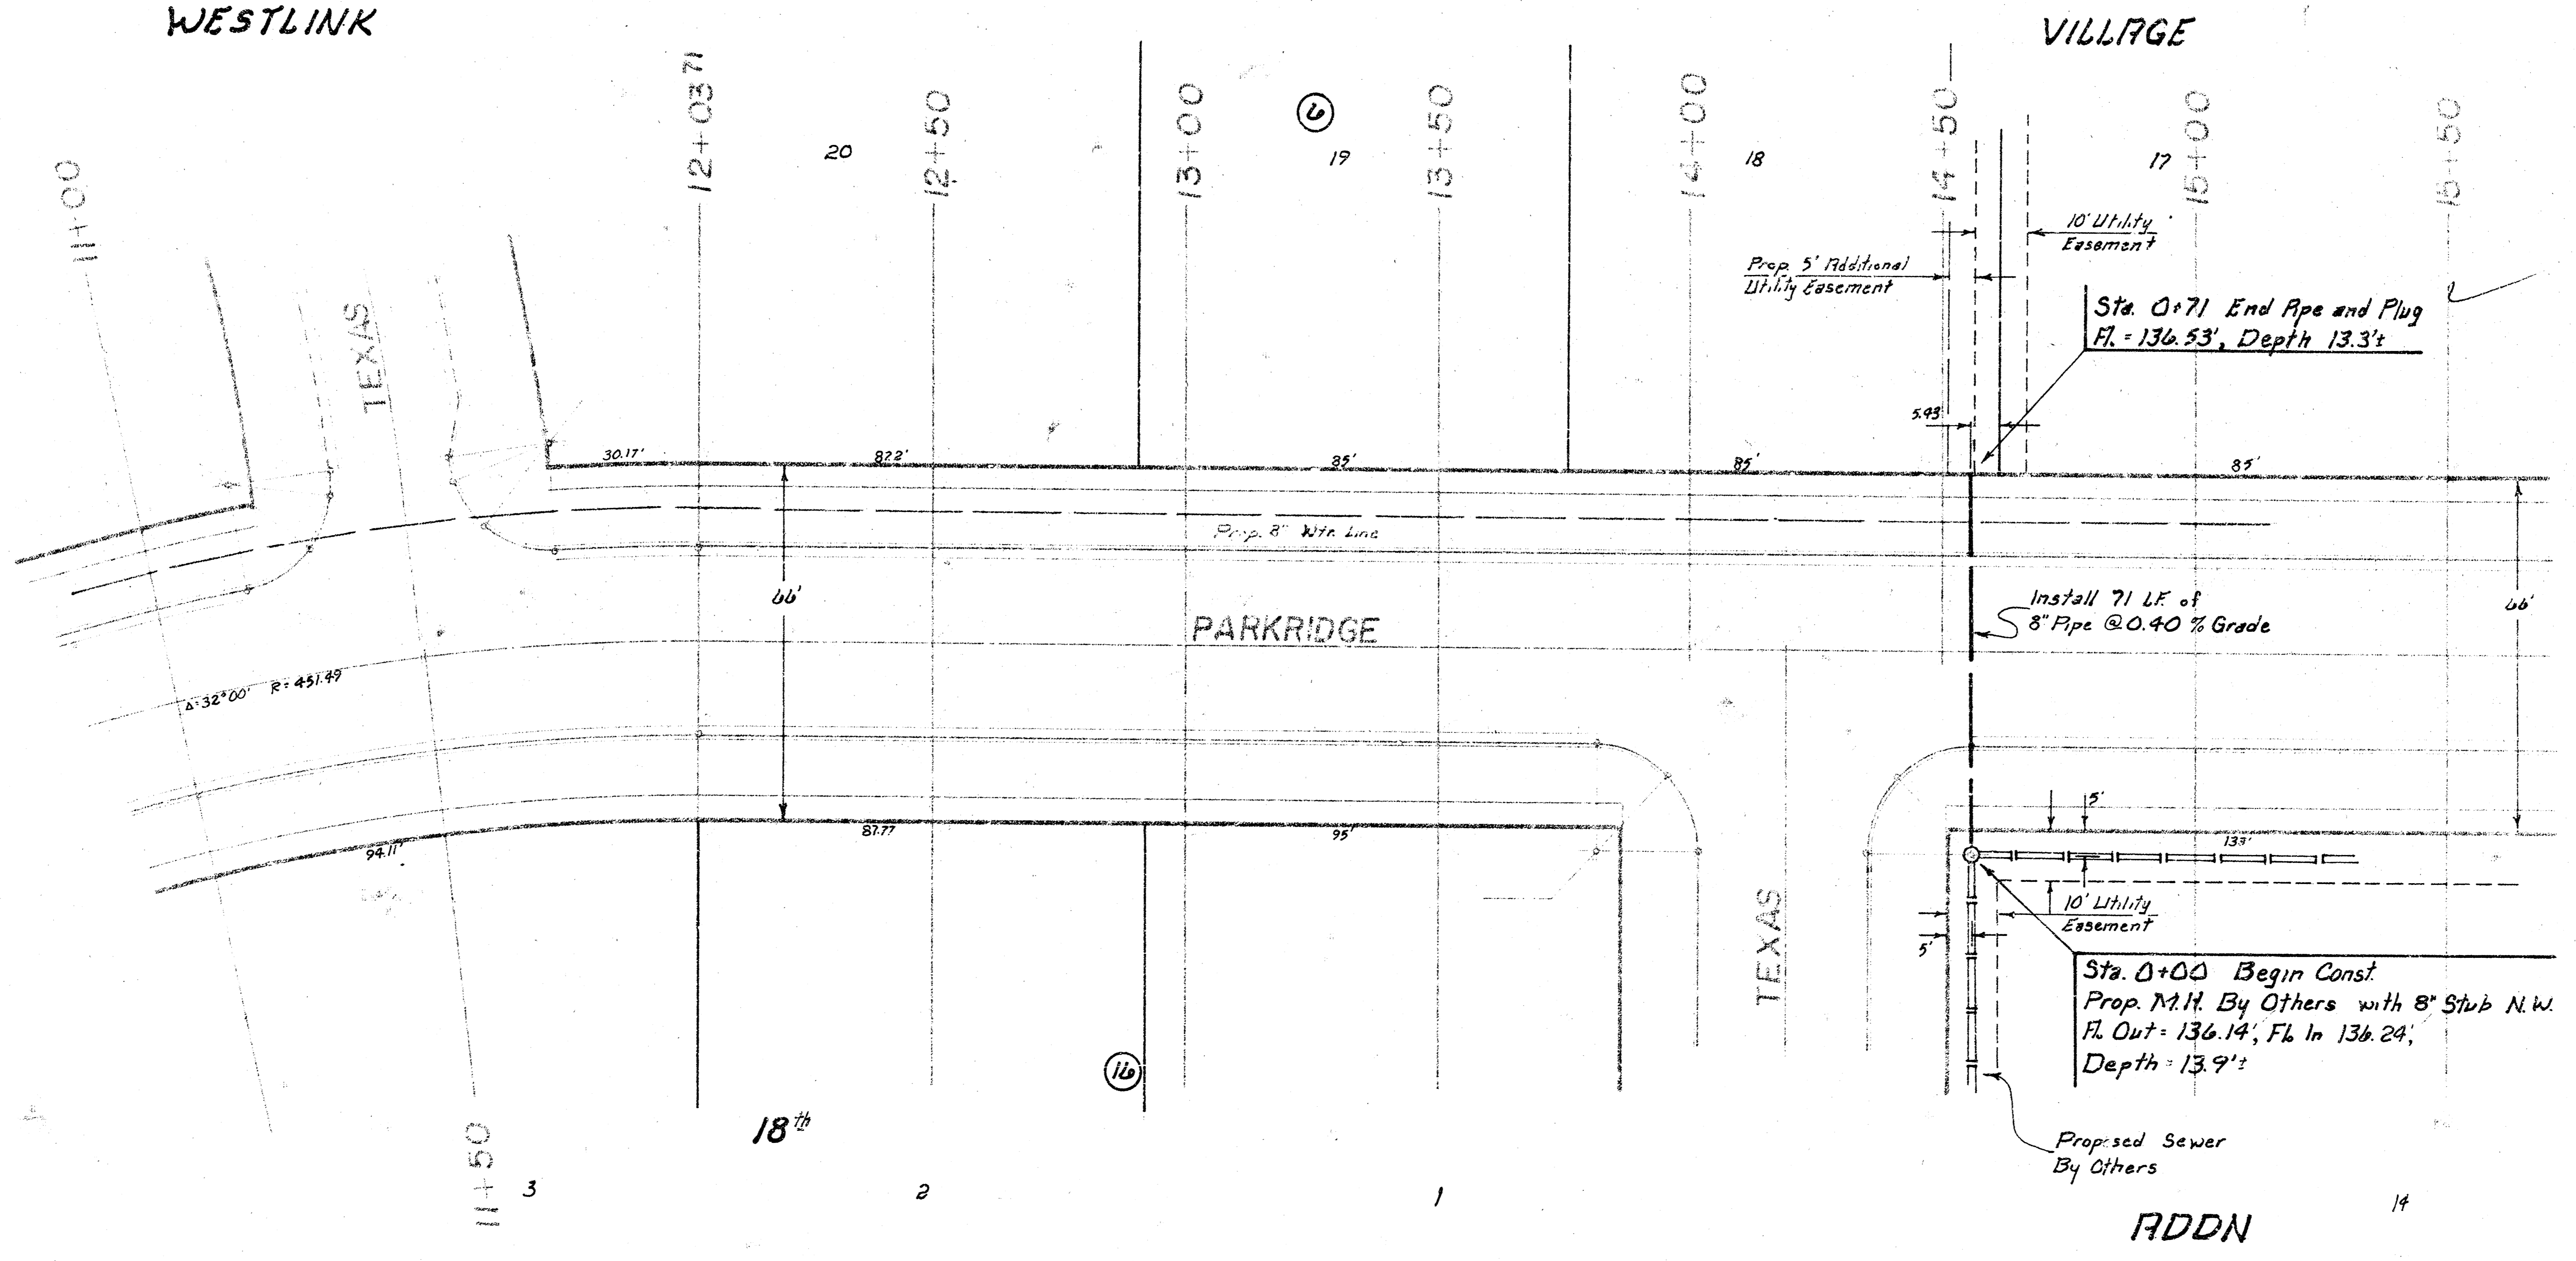 WESTLINK
VILLAGE
11+00
12+03 71
12+50
13+00
13+50
14+00
14+50
15+00
15+50
6
20
19
18
17
10' Utility
Easement
Prop. 5' Additional
Utility Easement
Sta. 0+71 End Pipe and Plug
Fl. = 136.53', Depth 13.3'±
TEXAS
5.43'
30.17'
82.2'
85'
85'
85'
Prop. 8" Wtr. Line
66'
PARKRIDGE
Install 71 L.F. of
8" Pipe @ 0.40 % Grade
66'
Δ=32°00' R=451.49
5'
94.11'
87.77
95'
133'
TEXAS
10' Utility
Easement
5'
Sta. 0+00 Begin Const.
Prop. M.H. By Others with 8" Stub N.W.
Fl. Out = 136.14', Fl. In 136.24',
Depth = 13.9'±
16
18th
11+50
Proposed Sewer
By Others
3
2
1
14
ADDN